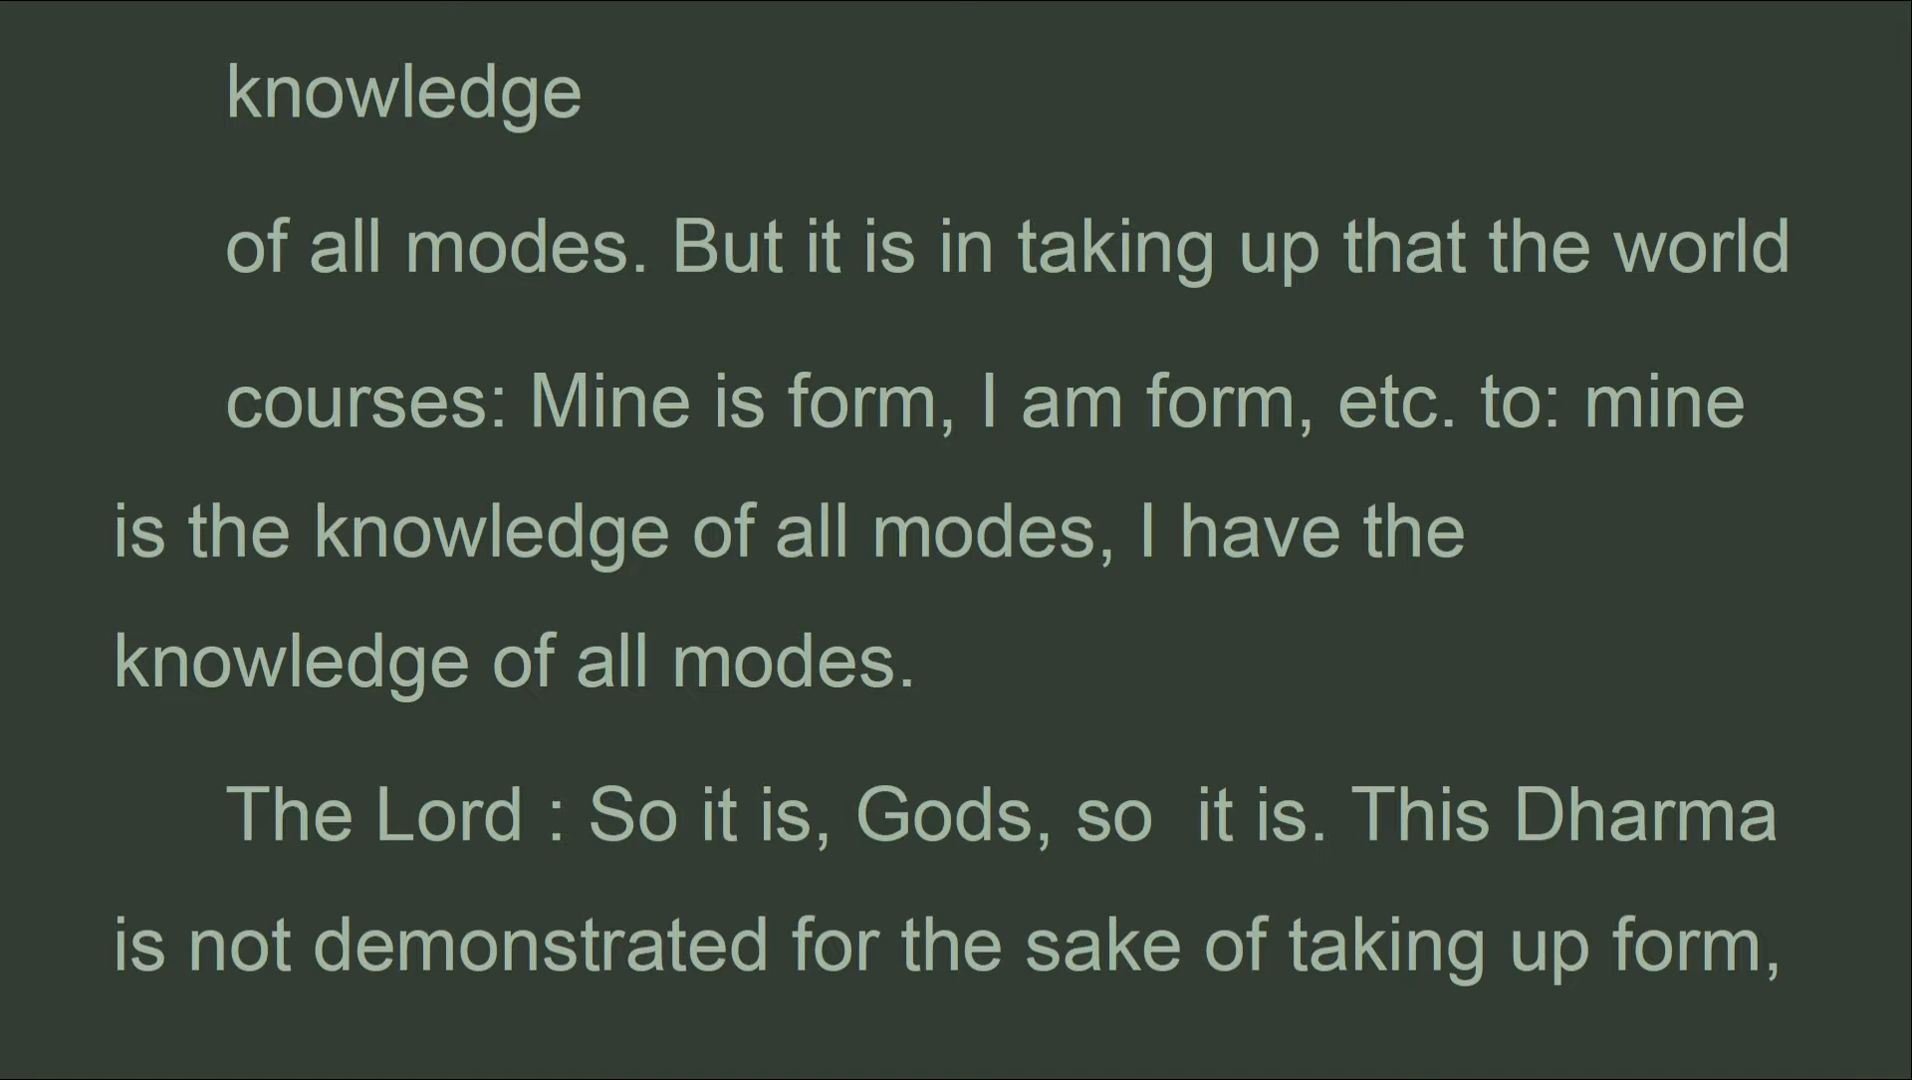 knowledge
of all modes. But it is in taking up that the world
courses: Mine is form, I am form, etc. to: mine
is the knowledge of all modes, I have the
knowledge of all modes.
The Lord : So it is, Gods, so  it is. This Dharma
is not demonstrated for the sake of taking up form,